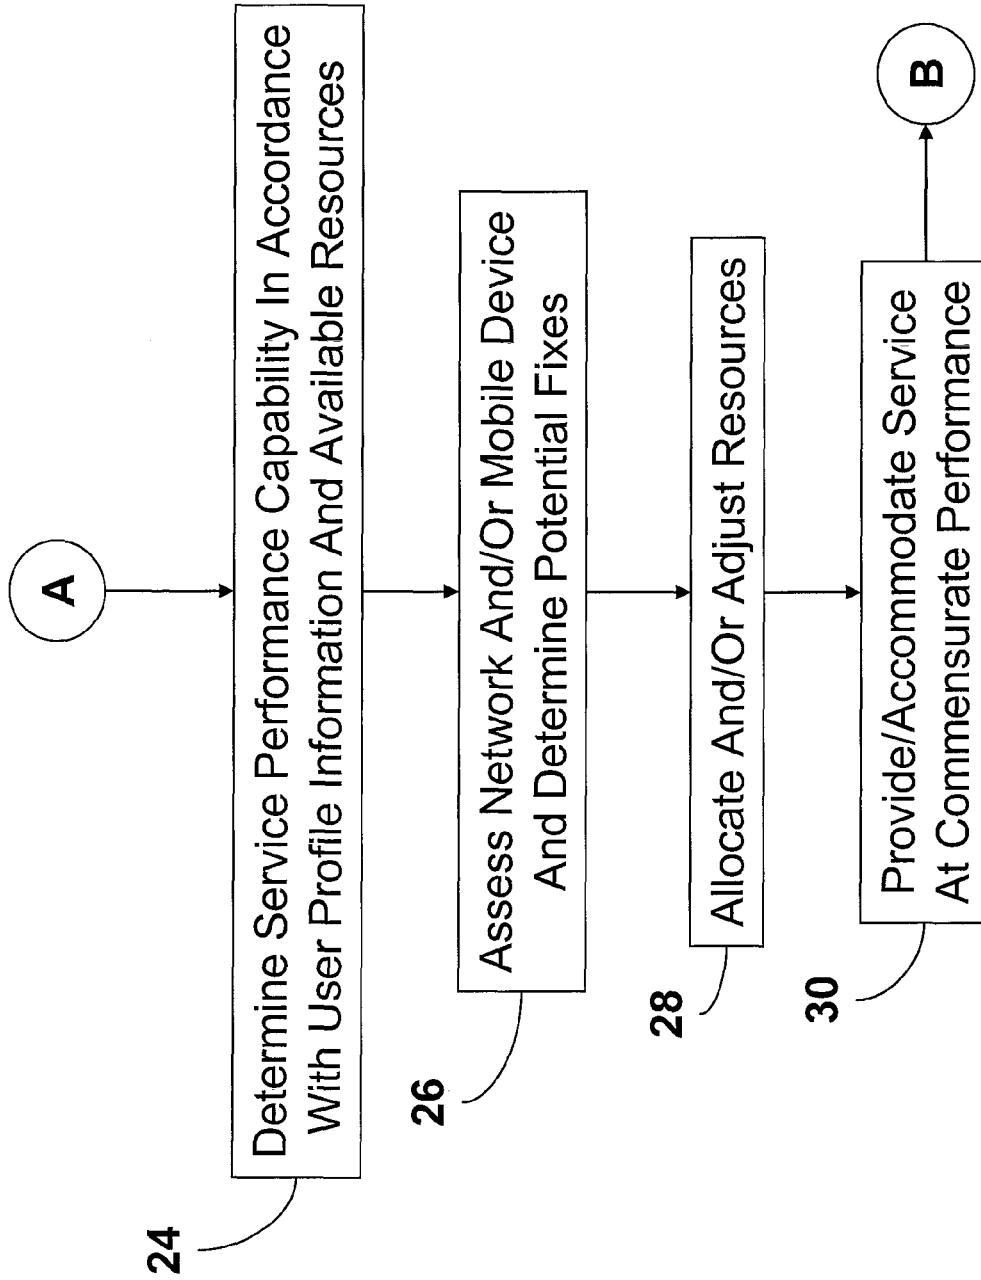 A
24
Determine Service Performance Capability In Accordance
With User Profile Information And Available Resources
26
Assess Network And/Or Mobile Device
And Determine Potential Fixes
28
Allocate And/Or Adjust Resources
30
Provide/Accommodate Service
At Commensurate Performance
B